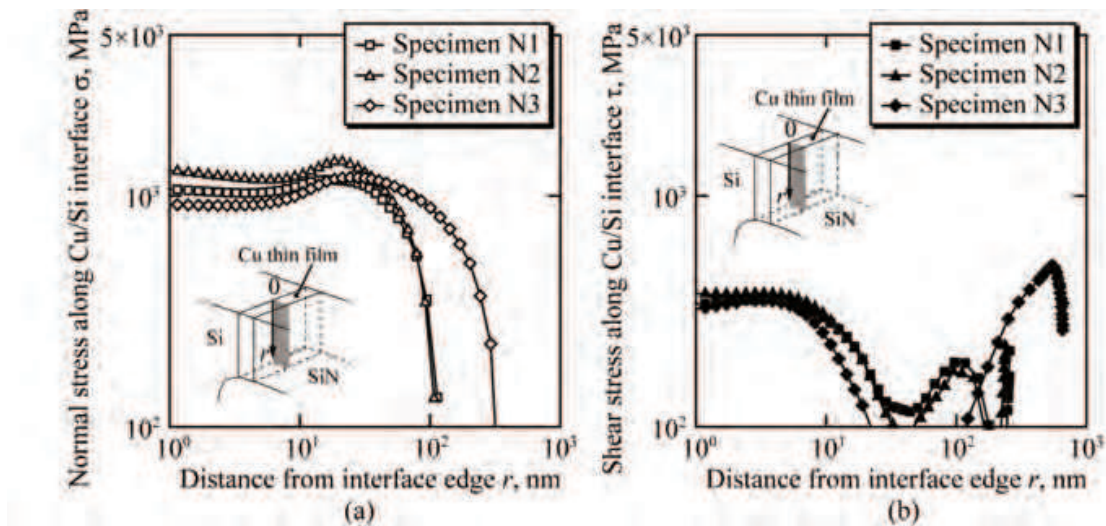 5×10³
Specimen N1
Specimen N2
Specimen N3
Normal stress along Cu/Si interface σ, MPa
10³
Cu thin film
0
Si
r
SiN
10²
10⁰
10¹
10²
10³
Distance from interface edge r, nm
(a)
5×10³
Specimen N1
Specimen N2
Specimen N3
Shear stress along Cu/Si interface τ, MPa
Cu thin film
0
Si
r
SiN
10³
10²
10⁰
10¹
10²
10³
Distance from interface edge r, nm
(b)